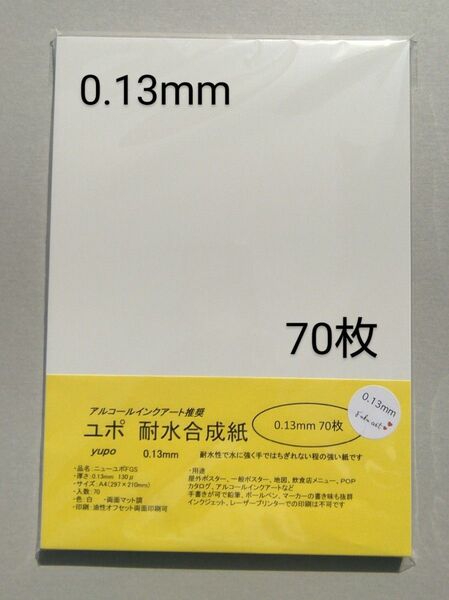 0.13mm
70枚
アルコールインクアート推奨
ユポ 耐水合成紙
yupo
0.13mm
0.13mm 70枚
0.13mm
耐水性で水に強く手ではちぎれない程の強い紙です
・品名：ニューユポFGS
・厚さ：0.13mm 130μ
・サイズ：A4(297×210mm)
・入数：70
・色：白 両面マット調
・印刷：油性オフセット両面印刷可
・用途
屋外ポスター、一般ポスター、地図、飲食店メニュー、POP
カタログ、アルコールインクアートなど
手書きが可で鉛筆、ボールペン、マーカーの書き味も抜群
インクジェット、レーザープリンターでの印刷は不可です